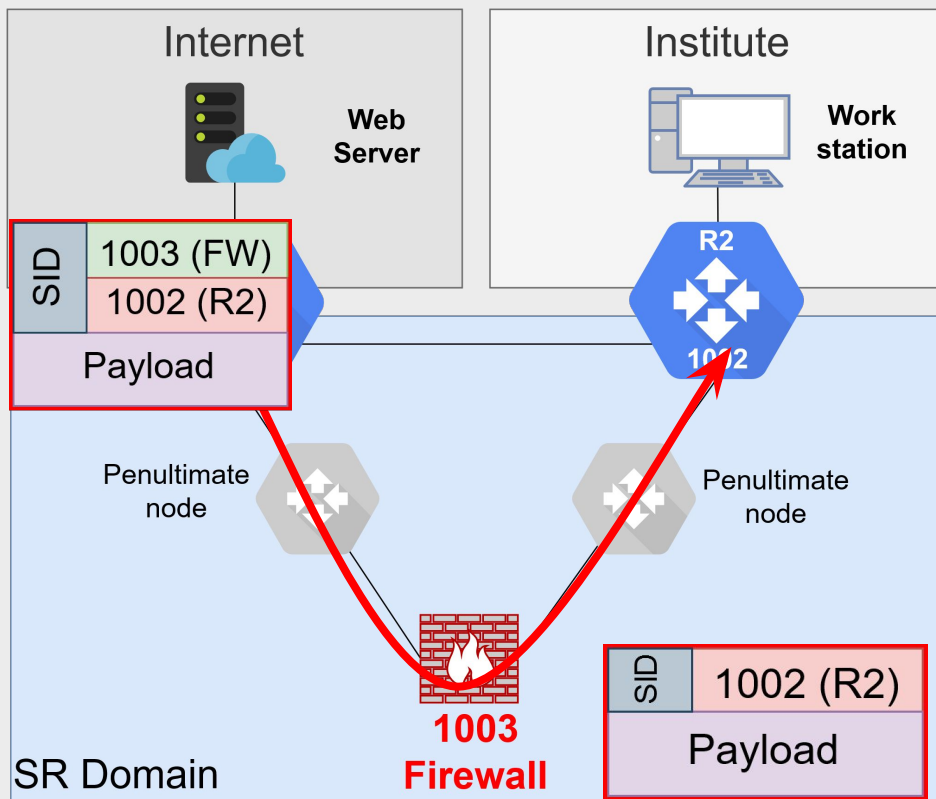 Internet
Institute
Web
Server
Work
station
SID
1003 (FW)
1002 (R2)
Payload
R2
1002
Penultimate
node
Penultimate
node
1003
Firewall
SID
1002 (R2)
Payload
SR Domain